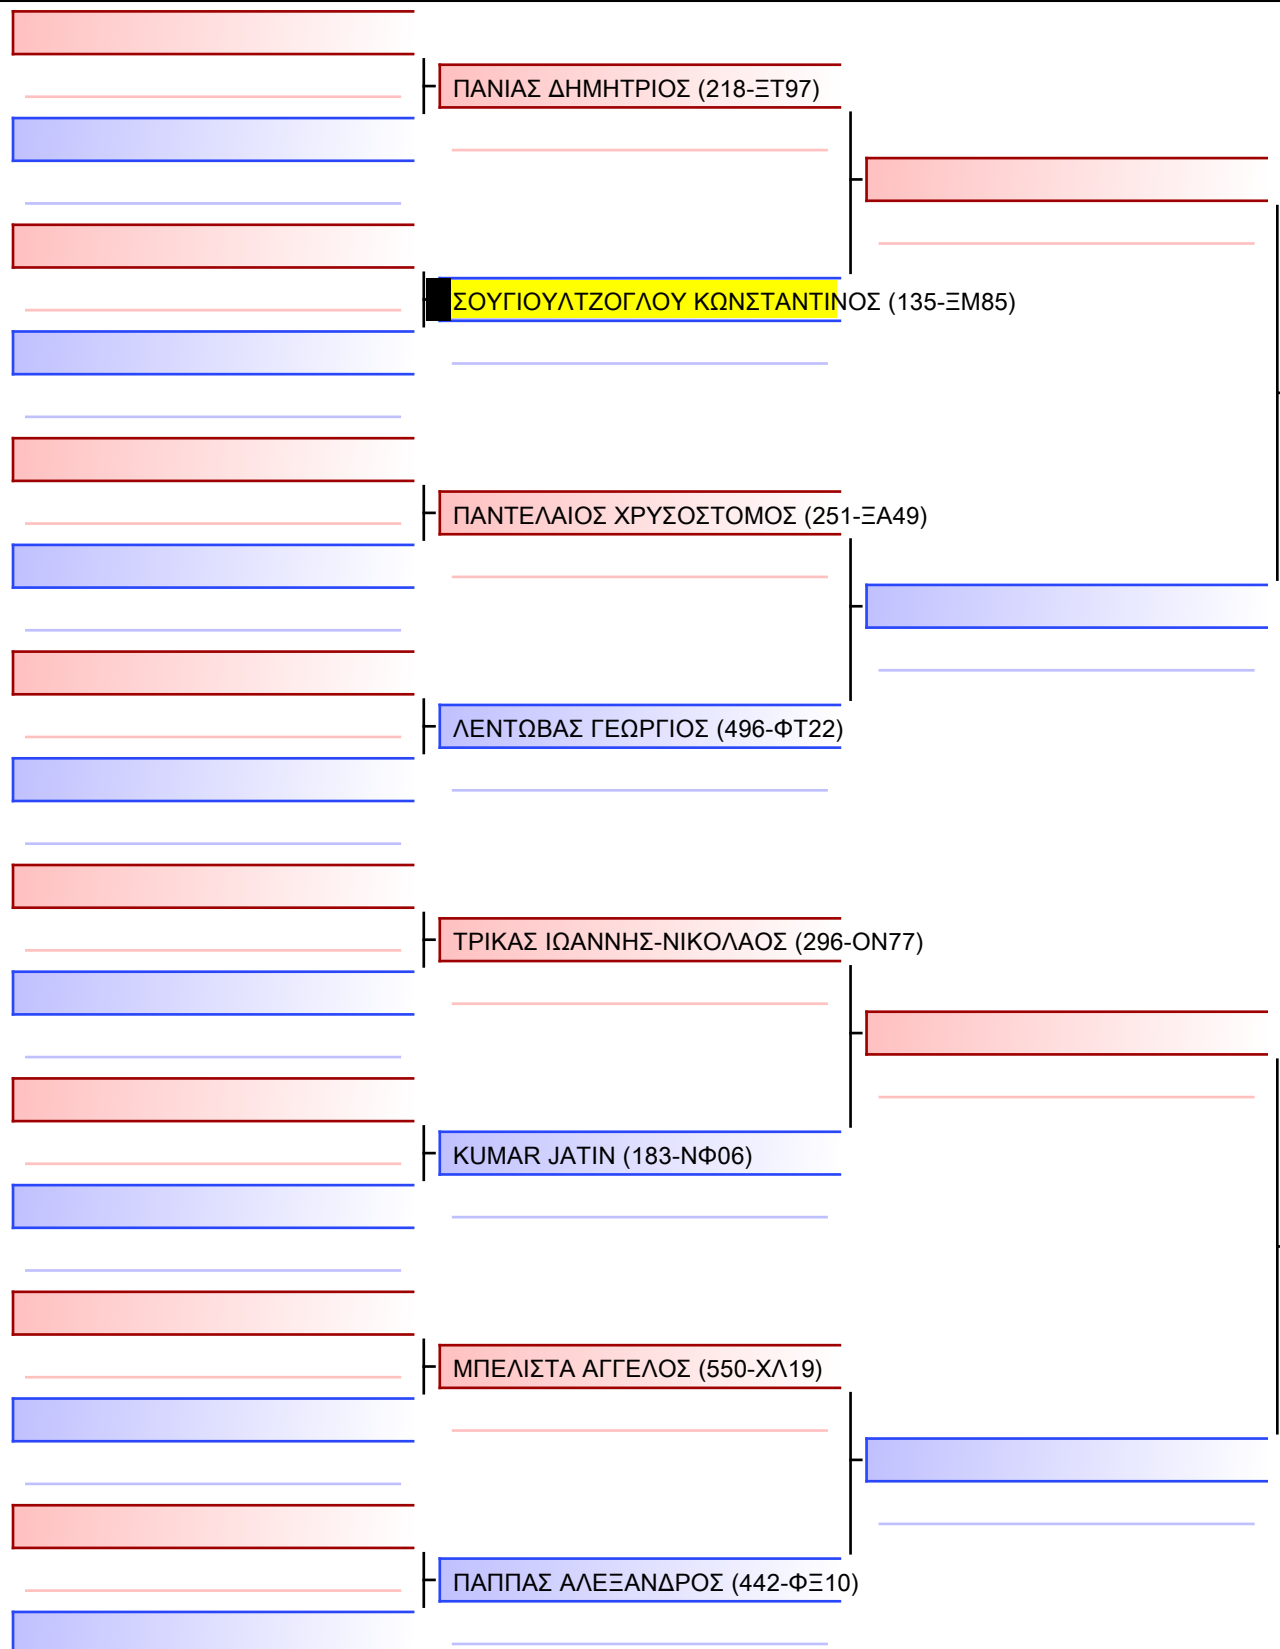 ΠΑΝΙΑΣ ΔΗΜΗΤΡΙΟΣ (218-ΞΤ97)
ΣΟΥΓΙΟΥΛΤΖΟΓΛΟΥ ΚΩΝΣΤΑΝΤΙΝΟΣ (135-ΞΜ85)
ΠΑΝΤΕΛΑΙΟΣ ΧΡΥΣΟΣΤΟΜΟΣ (251-ΞΑ49)
ΛΕΝΤΩΒΑΣ ΓΕΩΡΓΙΟΣ (496-ΦΤ22)
ΤΡΙΚΑΣ ΙΩΑΝΝΗΣ-ΝΙΚΟΛΑΟΣ (296-ΟΝ77)
KUMAR JATIN (183-ΝΦ06)
ΜΠΕΛΙΣΤΑ ΑΓΓΕΛΟΣ (550-ΧΛ19)
ΠΑΠΠΑΣ ΑΛΕΞΑΝΔΡΟΣ (442-ΦΞ10)